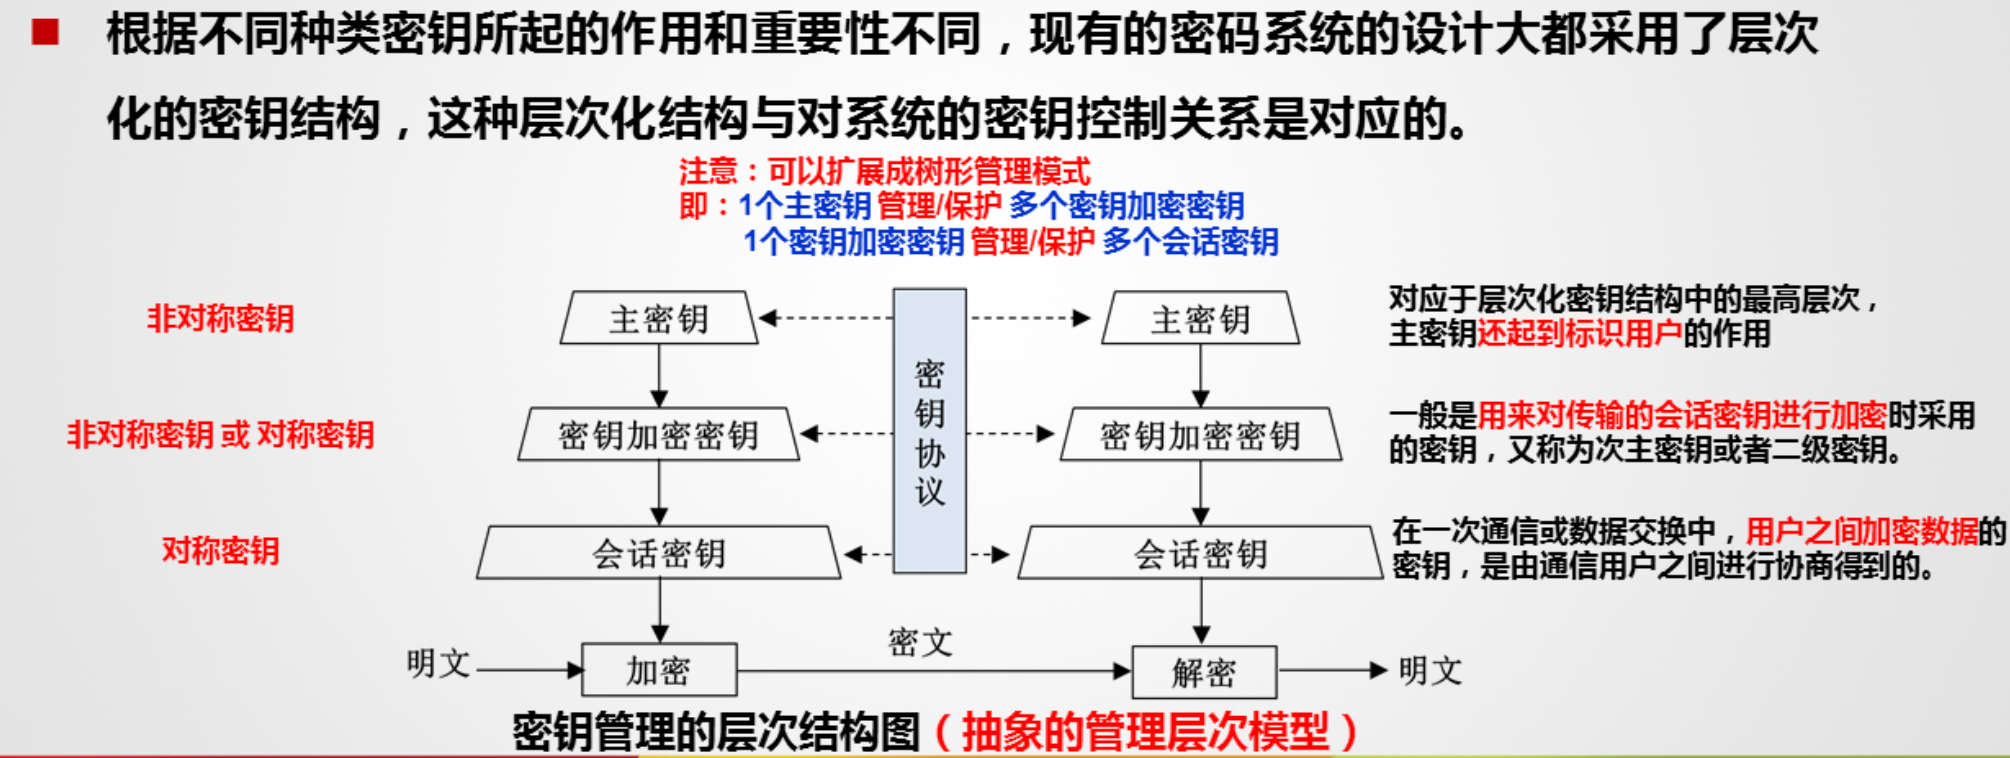 根据不同种类密钥所起的作用和重要性不同，现有的密码系统的设计大都采用了层次
化的密钥结构，这种层次化结构与对系统的密钥控制关系是对应的。
注意：可以扩展成树形管理模式
即：1个主密钥 管理/保护 多个密钥加密密钥
1个密钥加密密钥 管理/保护 多个会话密钥
非对称密钥
主密钥
主密钥
对应于层次化密钥结构中的最高层次，
主密钥还起到标识用户的作用
密钥协议
非对称密钥 或 对称密钥
密钥加密密钥
密钥加密密钥
一般是用来对传输的会话密钥进行加密时采用
的密钥，又称为次主密钥或者二级密钥。
对称密钥
会话密钥
会话密钥
在一次通信或数据交换中，用户之间加密数据的
密钥，是由通信用户之间进行协商得到的。
明文
加密
密文
解密
明文
密钥管理的层次结构图（抽象的管理层次模型）